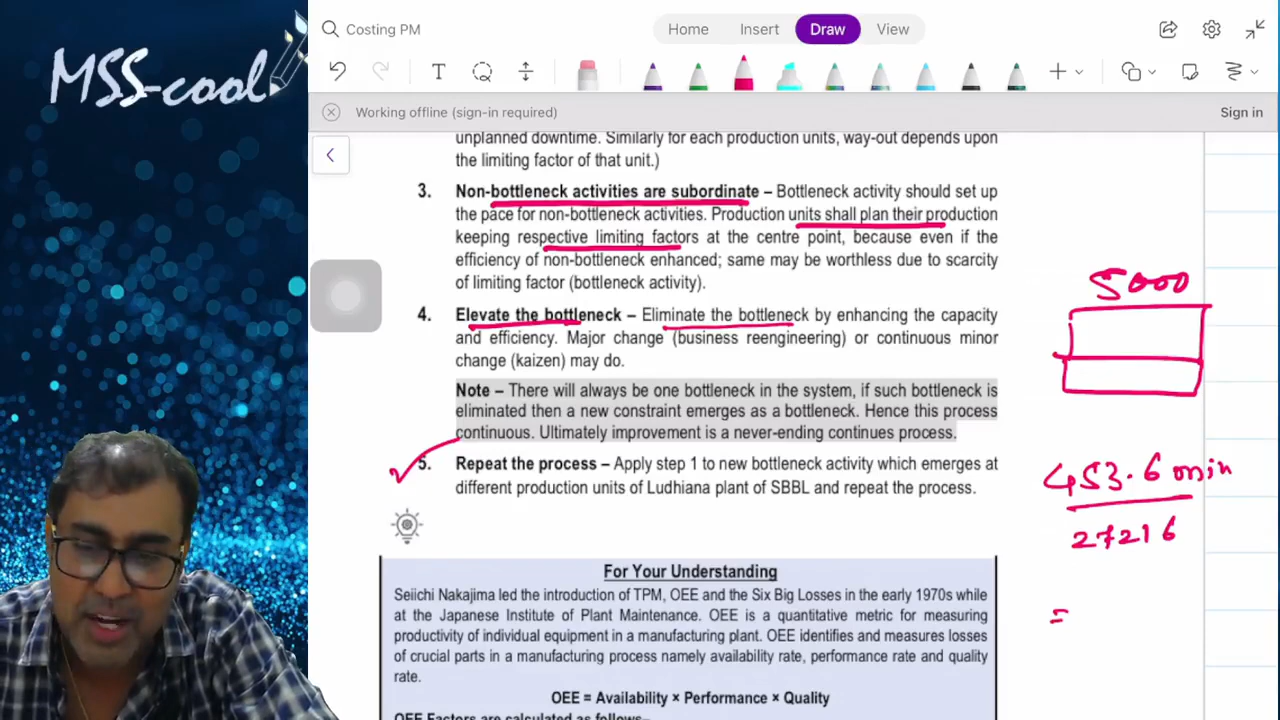 MSS-cool
Costing PM
Home Insert Draw View
Working offline (sign-in required)
Sign in
unplanned downtime. Similarly for each production units, way-out depends upon
the limiting factor of that unit.)
3. Non-bottleneck activities are subordinate – Bottleneck activity should set up
the pace for non-bottleneck activities. Production units shall plan their production
keeping respective limiting factors at the centre point, because even if the
efficiency of non-bottleneck enhanced; same may be worthless due to scarcity
of limiting factor (bottleneck activity).
4. Elevate the bottleneck – Eliminate the bottleneck by enhancing the capacity
and efficiency. Major change (business reengineering) or continuous minor
change (kaizen) may do.
Note – There will always be one bottleneck in the system, if such bottleneck is
eliminated then a new constraint emerges as a bottleneck. Hence this process
continuous. Ultimately improvement is a never-ending continues process.
5. Repeat the process – Apply step 1 to new bottleneck activity which emerges at
different production units of Ludhiana plant of SBBL and repeat the process.
5000
453.6 min
27216
=
For Your Understanding
Seiichi Nakajima led the introduction of TPM, OEE and the Six Big Losses in the early 1970s while
at the Japanese Institute of Plant Maintenance. OEE is a quantitative metric for measuring
productivity of individual equipment in a manufacturing plant. OEE identifies and measures losses
of crucial parts in a manufacturing process namely availability rate, performance rate and quality
rate.
OEE = Availability × Performance × Quality
OEE Factors are calculated as follows–